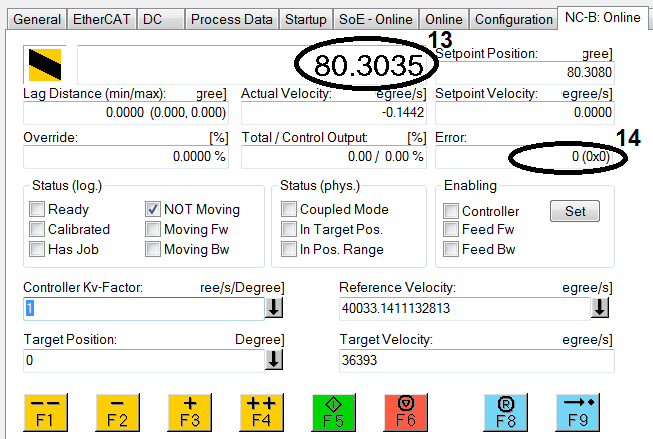 General EtherCAT DC Process Data Startup SoE - Online Online Configuration NC-B: Online
13
80.3035 Setpoint Position: gree]
80.3080
Lag Distance (min/max): gree] Actual Velocity: egree/s] Setpoint Velocity: egree/s]
0.0000 (0.000, 0.000) -0.1442 0.0000
Override: [%] Total / Control Output: [%] Error: 14
0.0000 % 0.00 / 0.00 % 0 (0x0)
Status (log.) Status (phys.) Enabling
Ready NOT Moving Coupled Mode Controller Set
Calibrated Moving Fw In Target Pos. Feed Fw
Has Job Moving Bw In Pos. Range Feed Bw
Controller Kv-Factor: ree/s/Degree] Reference Velocity: egree/s]
1 40033.1411132813
Target Position: Degree] Target Velocity: egree/s]
0 36393
-- - + ++ R
F1 F2 F3 F4 F5 F6 F8 F9